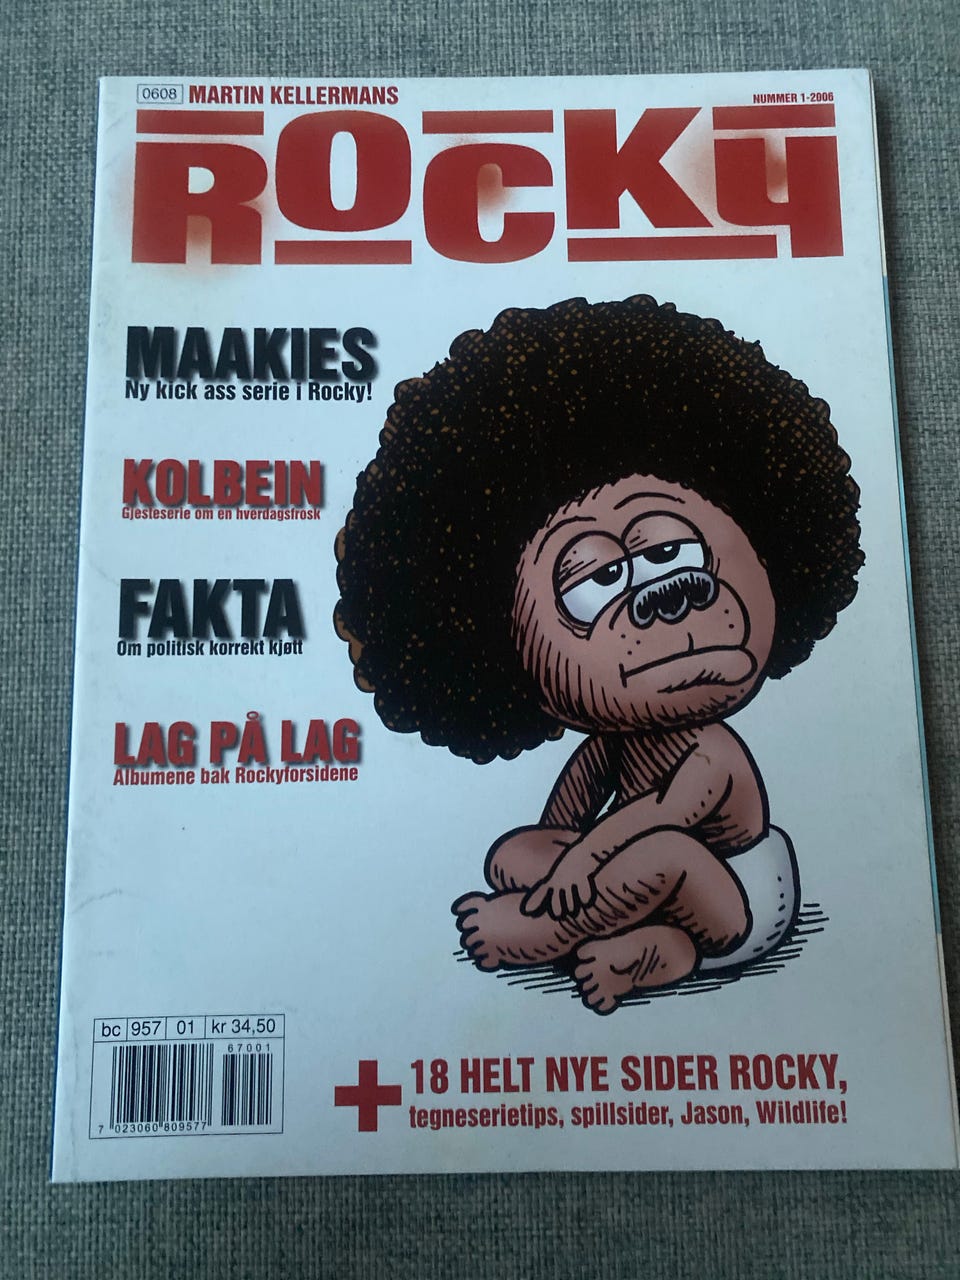 0608 MARTIN KELLERMANS
NUMMER 1-2006
ROCKY
MAAKIES
Ny kick ass serie i Rocky!
KOLBEIN
Gjesteserie om en hverdagsfrosk
FAKTA
Om politisk korrekt kjøtt
LAG PÅ LAG
Albumene bak Rockyforsidene
bc 957 01 kr 34,50
67001
7 023060 809577
+ 18 HELT NYE SIDER ROCKY,
tegneserietips, spillsider, Jason, Wildlife!